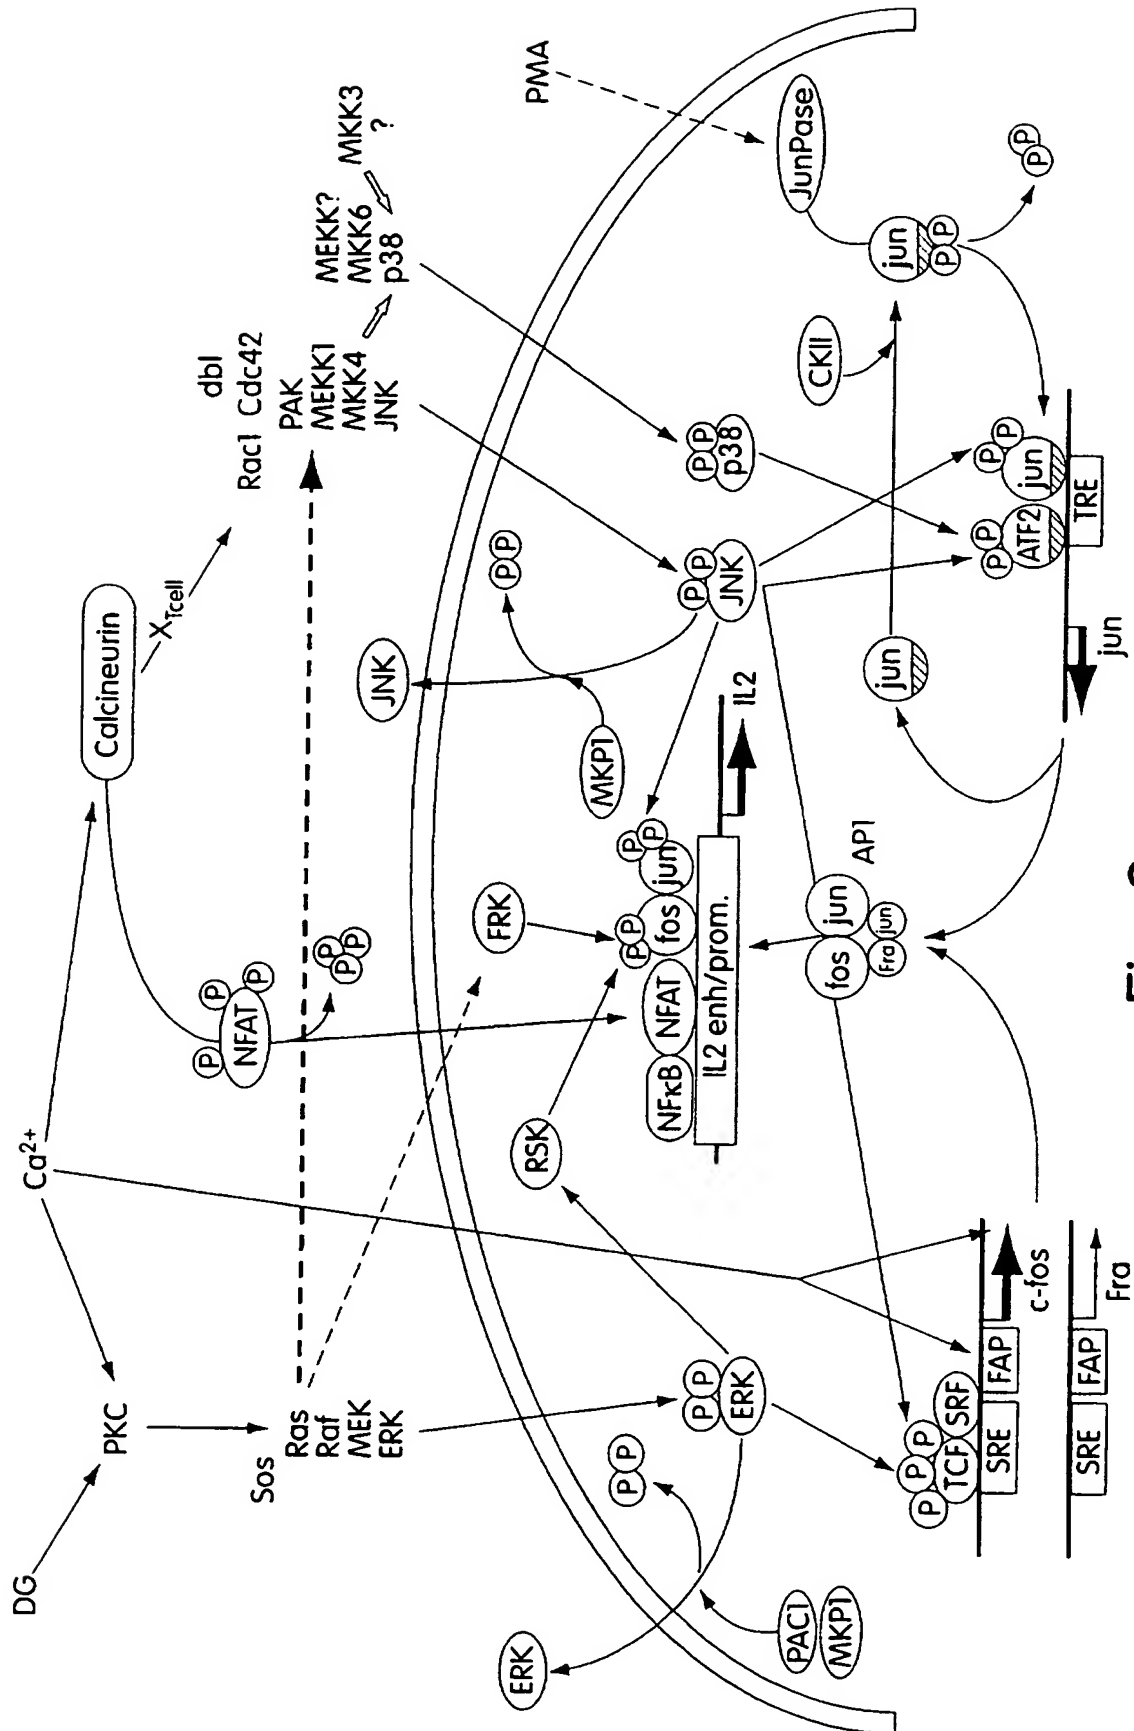 DG
PKC
Ca2+
Calcineurin
XTcell
Sos
Ras
Raf
MEK
ERK
P
P
P
NFAT
P
P
P
dbl
Rac1 Cdc42
PAK
MEKK1
MKK4
JNK
MEKK?
MKK6
p38
MKK3
?
PMA
ERK
JNK
FRK
RSK
P P
P P
PAC1
MKP1
MKP1
P P
ERK
P P
JNK
P P
p38
P P
P P
NFκB
NFAT
fos
jun
IL2 enh/prom.
IL2
JunPase
CKII
jun
jun
P P
P P
fos
jun
Fra
jun
AP1
P P P
TCF
SRF
SRE
FAP
c-fos
SRE
FAP
Fra
P P
P P
ATF2
jun
TRE
jun